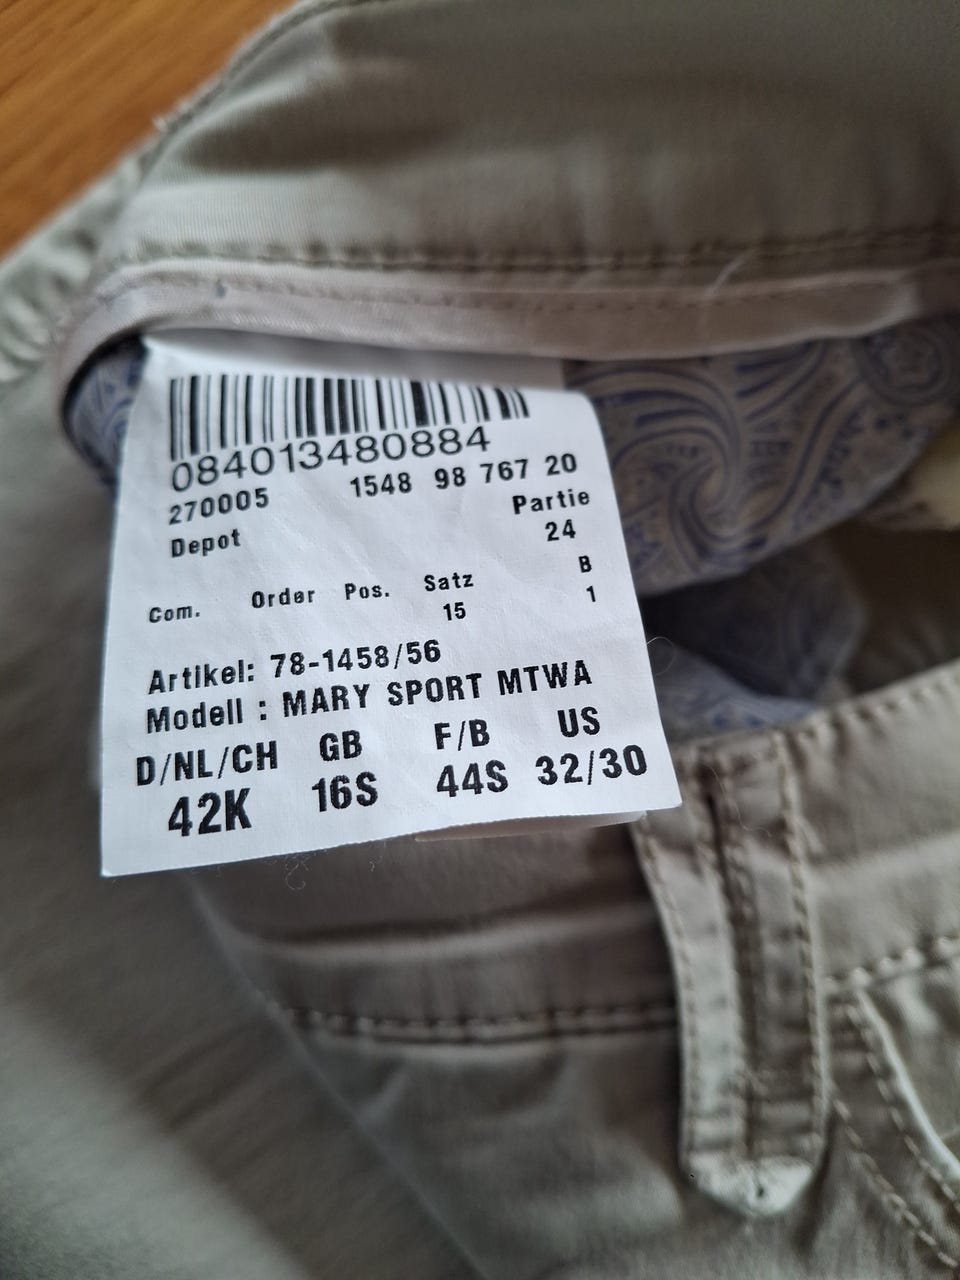 084013480884
270005 1548 98 767 20
Depot Partie
24
Com. Order Pos. Satz B
15 1
Artikel: 78-1458/56
Modell : MARY SPORT MTWA
D/NL/CH GB F/B US
42K 16S 44S 32/30